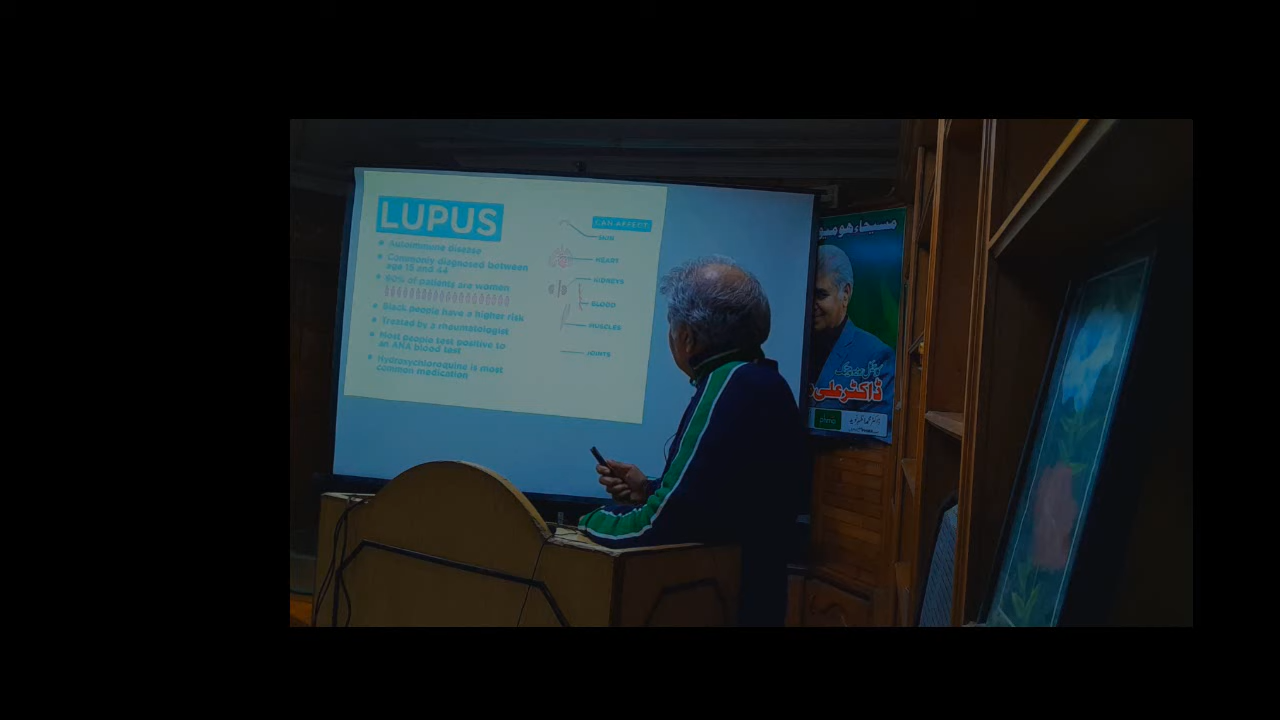 LUPUS
Autoimmune disease
Commonly diagnosed between
age 15 and 44
90% of patients are women
Black people have a higher risk
Treated by a rheumatologist
Most people test positive to
an ANA blood test
Hydroxychloroquine is most
common medication
CAN AFFECT
SKIN
HEART
KIDNEYS
BLOOD
MUSCLES
JOINTS
مسیحاء ھومیو
ڈاکٹر علی